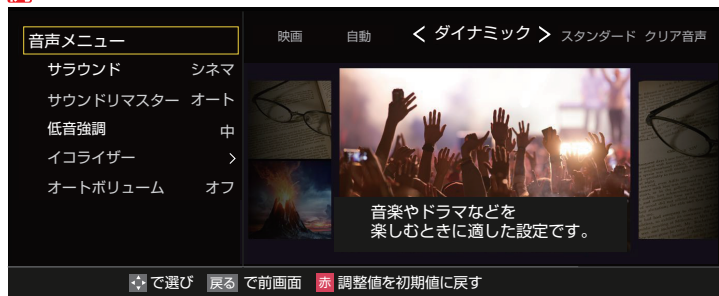 音声メニュー
サラウンド シネマ
サウンドリマスター オート
低音強調 中
イコライザー >
オートボリューム オフ
映画 自動 < ダイナミック > スタンダード クリア音声
音楽やドラマなどを
楽しむときに適した設定です。
で選び 戻る で前画面 赤 調整値を初期値に戻す